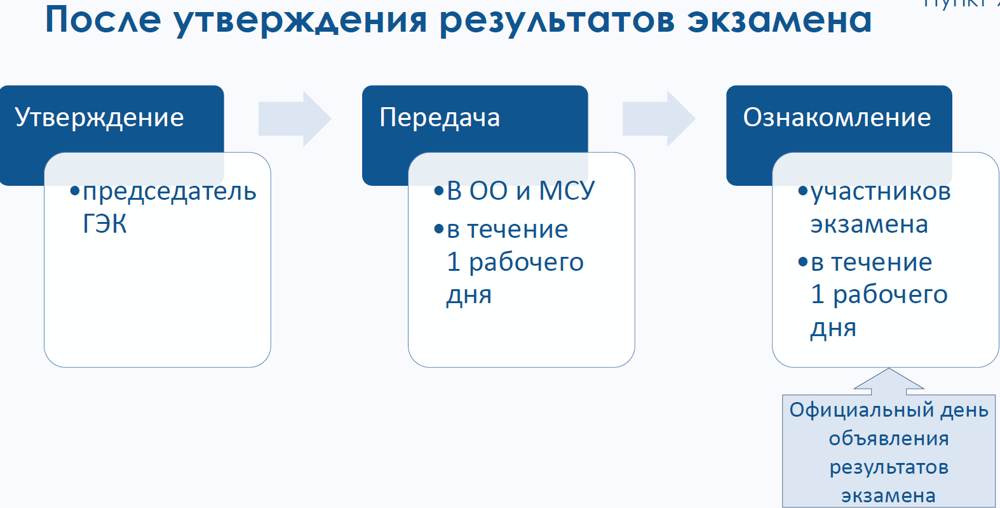 После утверждения результатов экзамена
Утверждение
•председатель
ГЭК
Передача
•В ОО и МСУ
•в течение
1 рабочего
дня
Ознакомление
•участников
экзамена
•в течение
1 рабочего
дня
Официальный день
объявления
результатов
экзамена